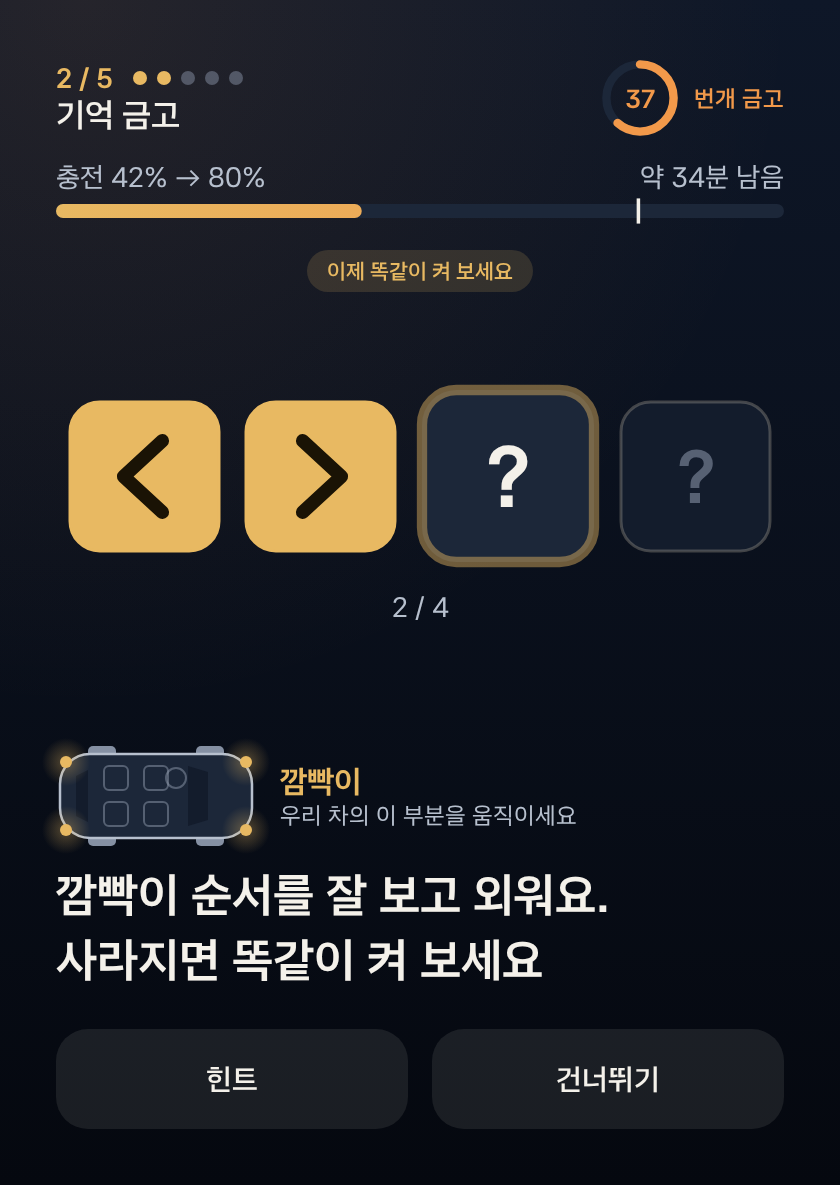 2 / 5
기억 금고
37
번개 금고
충전 42% → 80%
약 34분 남음
이제 똑같이 켜 보세요
? ?
2 / 4
깜빡이
우리 차의 이 부분을 움직이세요
깜빡이 순서를 잘 보고 외워요.
사라지면 똑같이 켜 보세요
힌트
건너뛰기